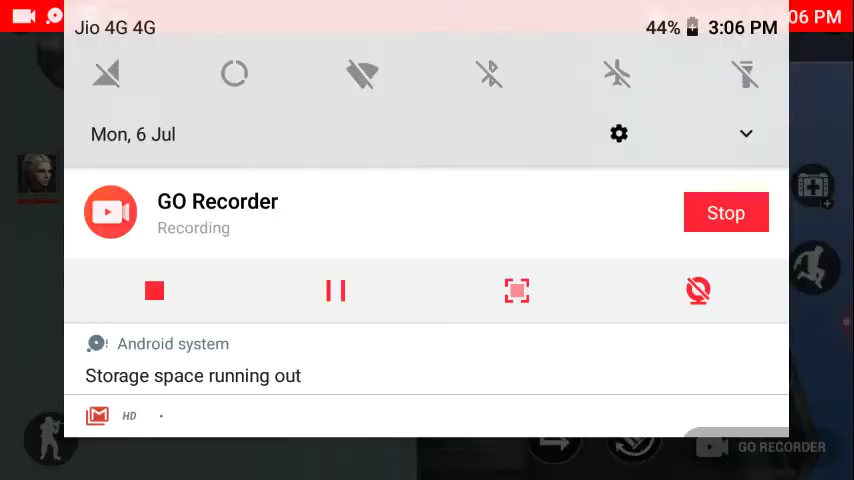 Jio 4G 4G
44% 3:06 PM
06 PM
Mon, 6 Jul
GO Recorder
Recording
Stop
Android system
Storage space running out
HD
GO RECORDER